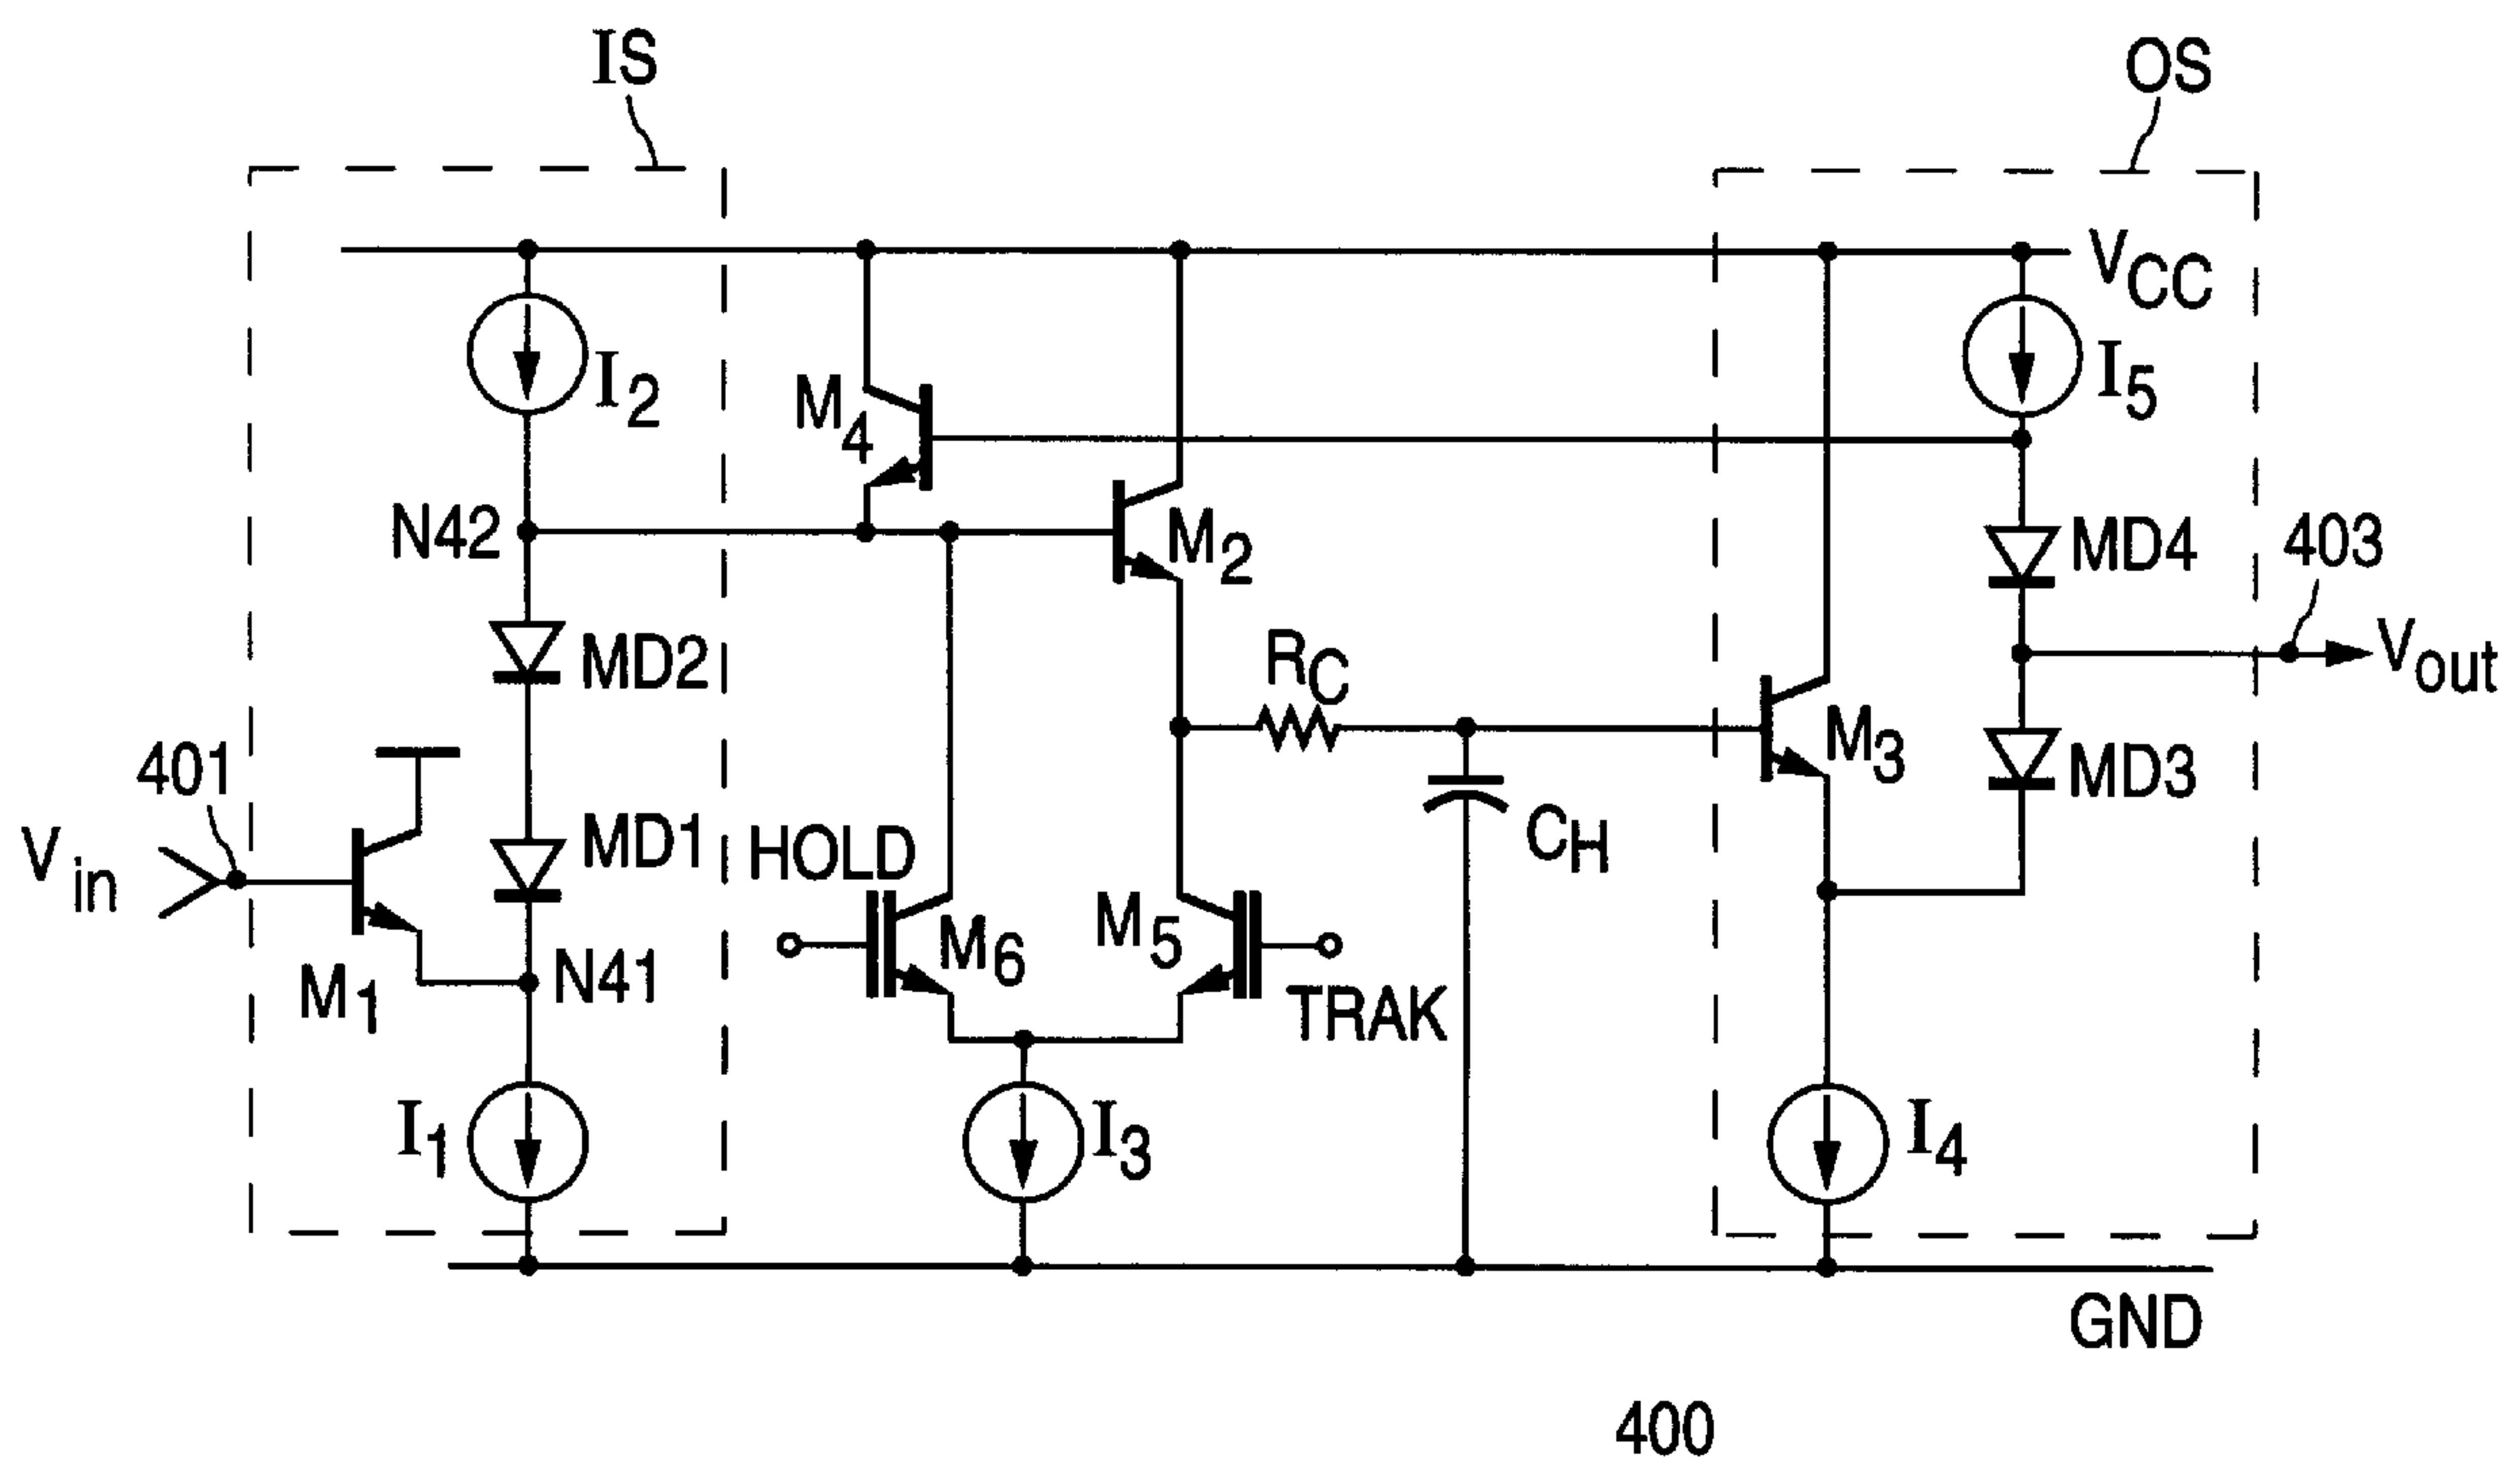 IS
OS
VCC
I2
I5
M4
N42
M2
MD4
403
MD2
RC
Vout
M3
MD3
401
Vin
MD1
HOLD
CH
M6
M5
N41
M1
TRAK
I1
I3
I4
GND
400